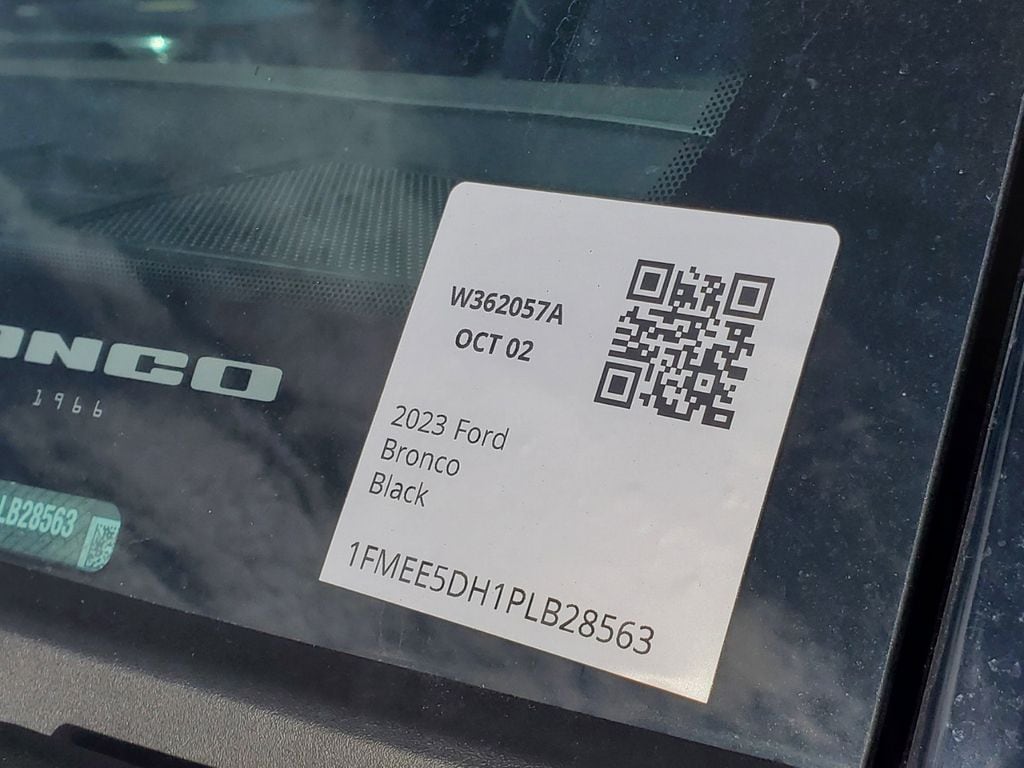 W362057A
OCT 02
2023 Ford
Bronco
Black
1FMEE5DH1PLB28563
ONCO
1966
LB28563